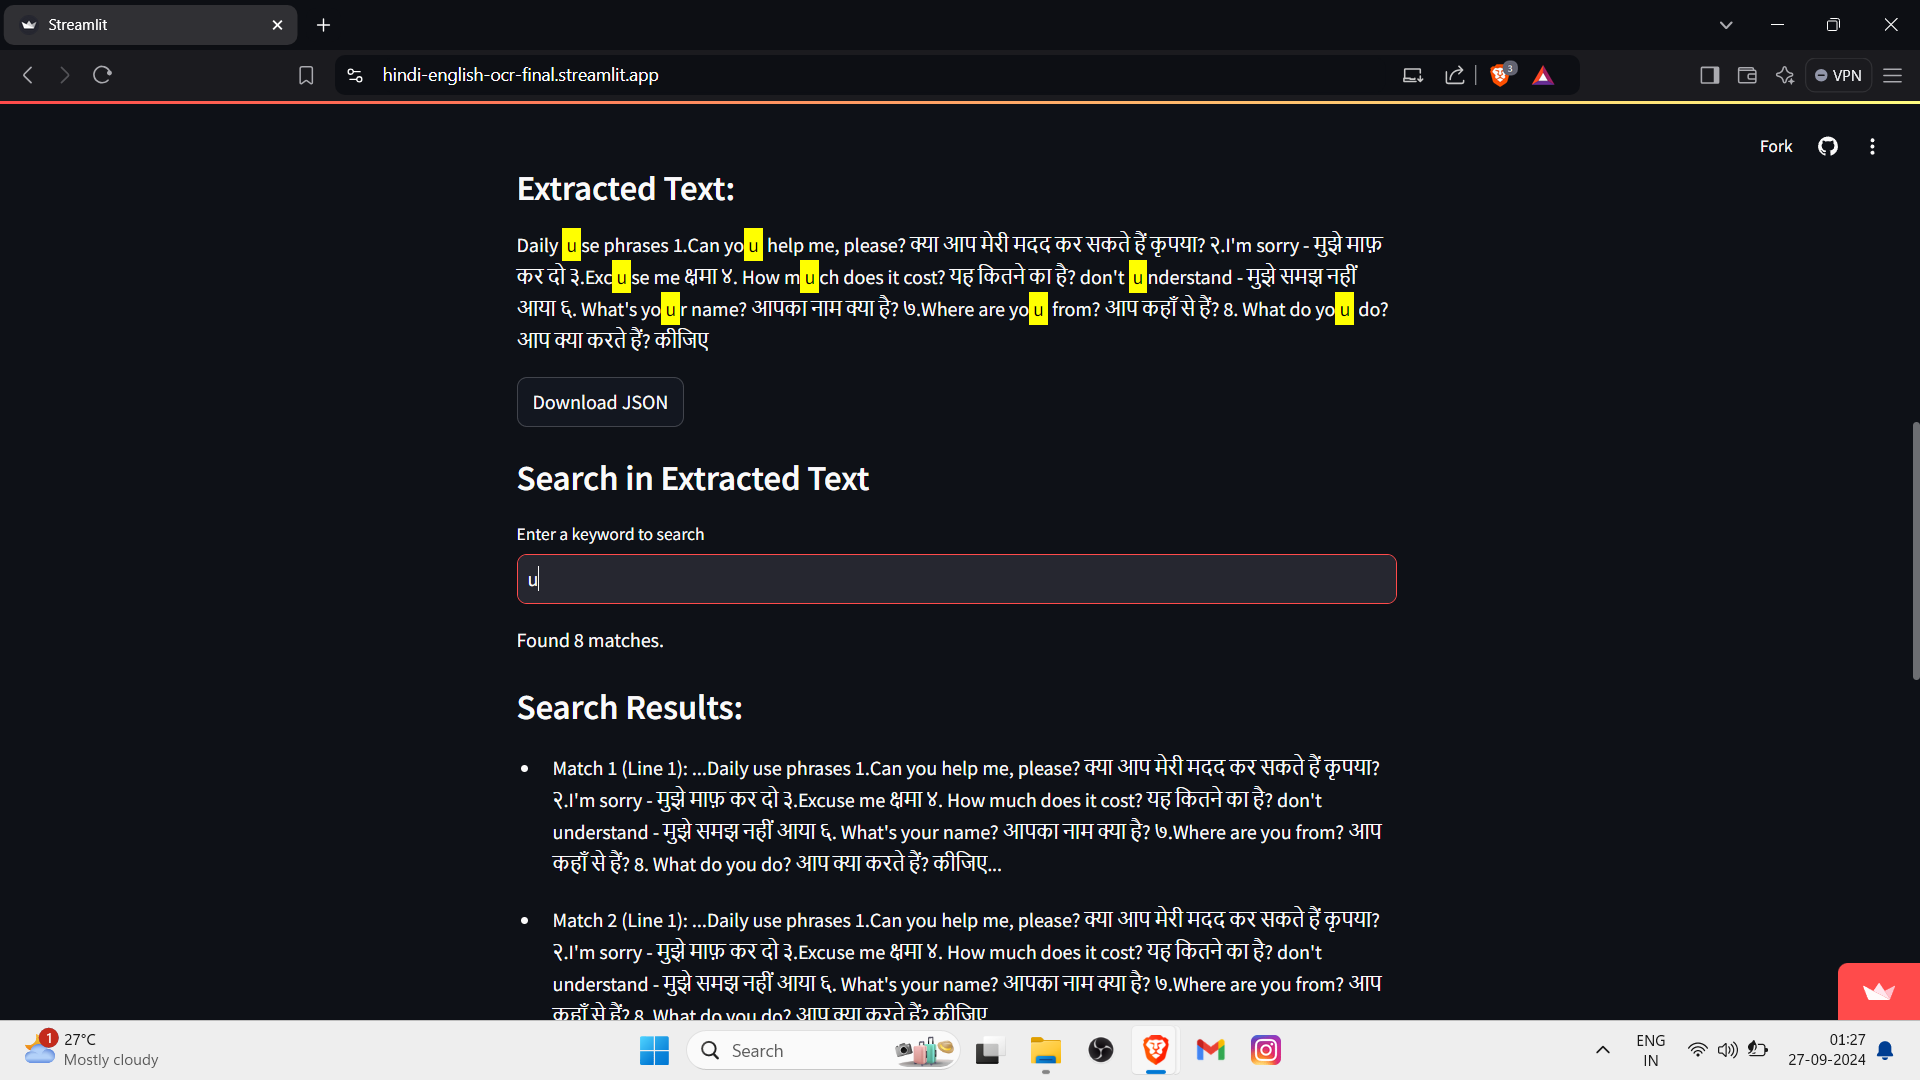 Streamlit
hindi-english-ocr-final.streamlit.app
3
VPN
Fork
Extracted Text:
Daily use phrases 1.Can you help me, please? क्या आप मेरी मदद कर सकते हैं कृपया? २.I'm sorry - मुझे माफ़
कर दो ३.Excuse me क्षमा ४. How much does it cost? यह कितने का है? don't understand - मुझे समझ नहीं
आया ६. What's your name? आपका नाम क्या है? ७.Where are you from? आप कहाँ से हैं? 8. What do you do?
आप क्या करते हैं? कीजिए
Download JSON
Search in Extracted Text
Enter a keyword to search
u
Found 8 matches.
Search Results:
Match 1 (Line 1): ...Daily use phrases 1.Can you help me, please? क्या आप मेरी मदद कर सकते हैं कृपया?
२.I'm sorry - मुझे माफ़ कर दो ३.Excuse me क्षमा ४. How much does it cost? यह कितने का है? don't
understand - मुझे समझ नहीं आया ६. What's your name? आपका नाम क्या है? ७.Where are you from? आप
कहाँ से हैं? 8. What do you do? आप क्या करते हैं? कीजिए...
Match 2 (Line 1): ...Daily use phrases 1.Can you help me, please? क्या आप मेरी मदद कर सकते हैं कृपया?
२.I'm sorry - मुझे माफ़ कर दो ३.Excuse me क्षमा ४. How much does it cost? यह कितने का है? don't
understand - मुझे समझ नहीं आया ६. What's your name? आपका नाम क्या है? ७.Where are you from? आप
कहाँ से हैं? 8. What do you do? आप क्या करते हैं? कीजिए
1
27°C
Mostly cloudy
Search
ENG
IN
01:27
27-09-2024